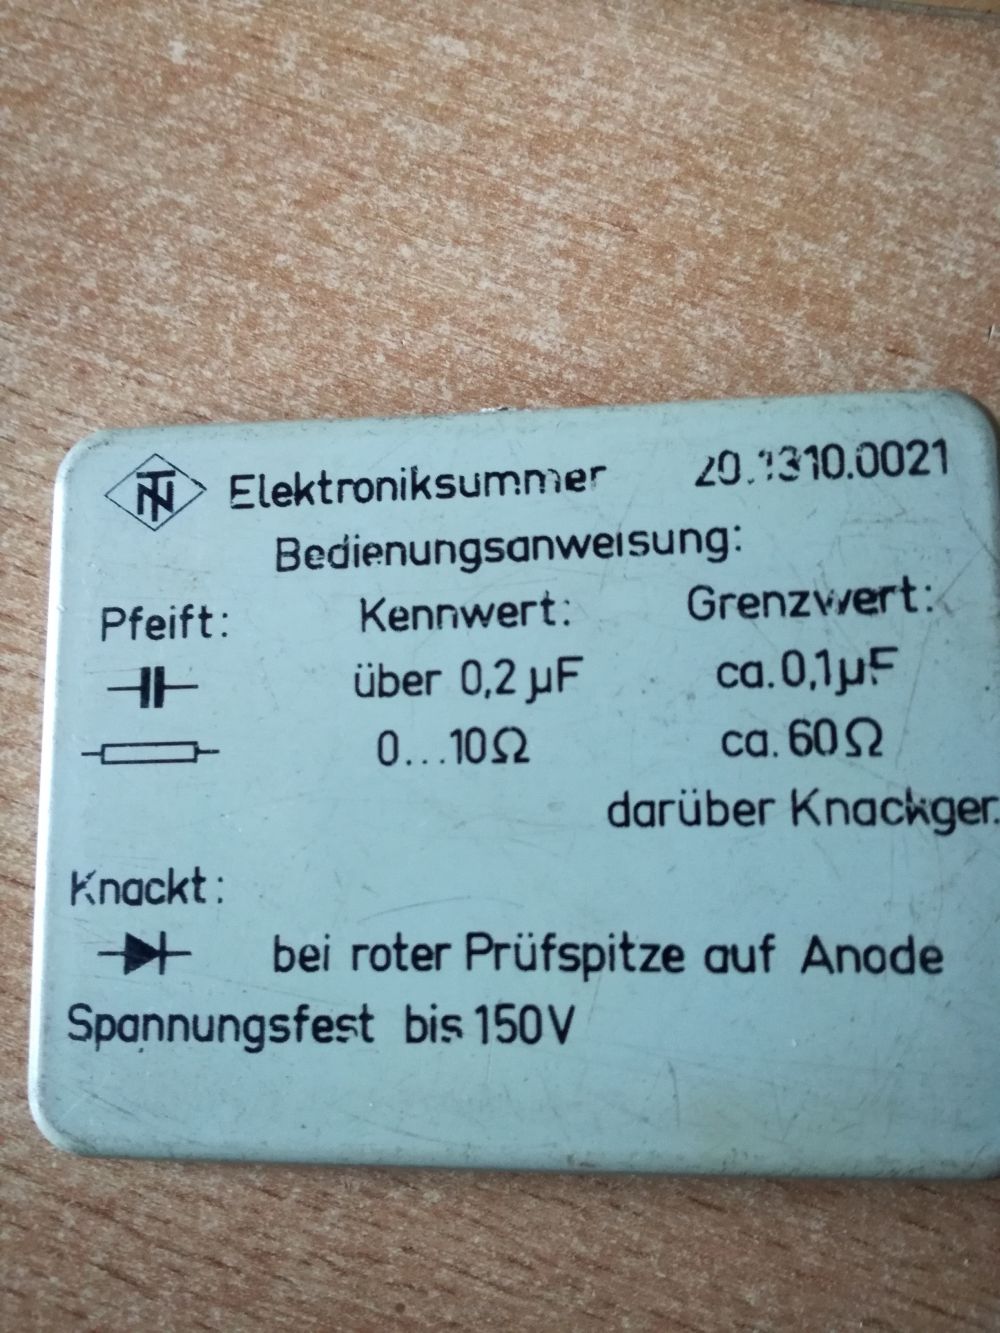 TN Elektroniksummer 20.1310.0021
Bedienungsanweisung:
Pfeift: Kennwert: Grenzwert:
über 0,2 µF ca. 0,1µF
0...10Ω ca. 60Ω
darüber Knackger.
Knackt:
bei roter Prüfspitze auf Anode
Spannungsfest bis 150V